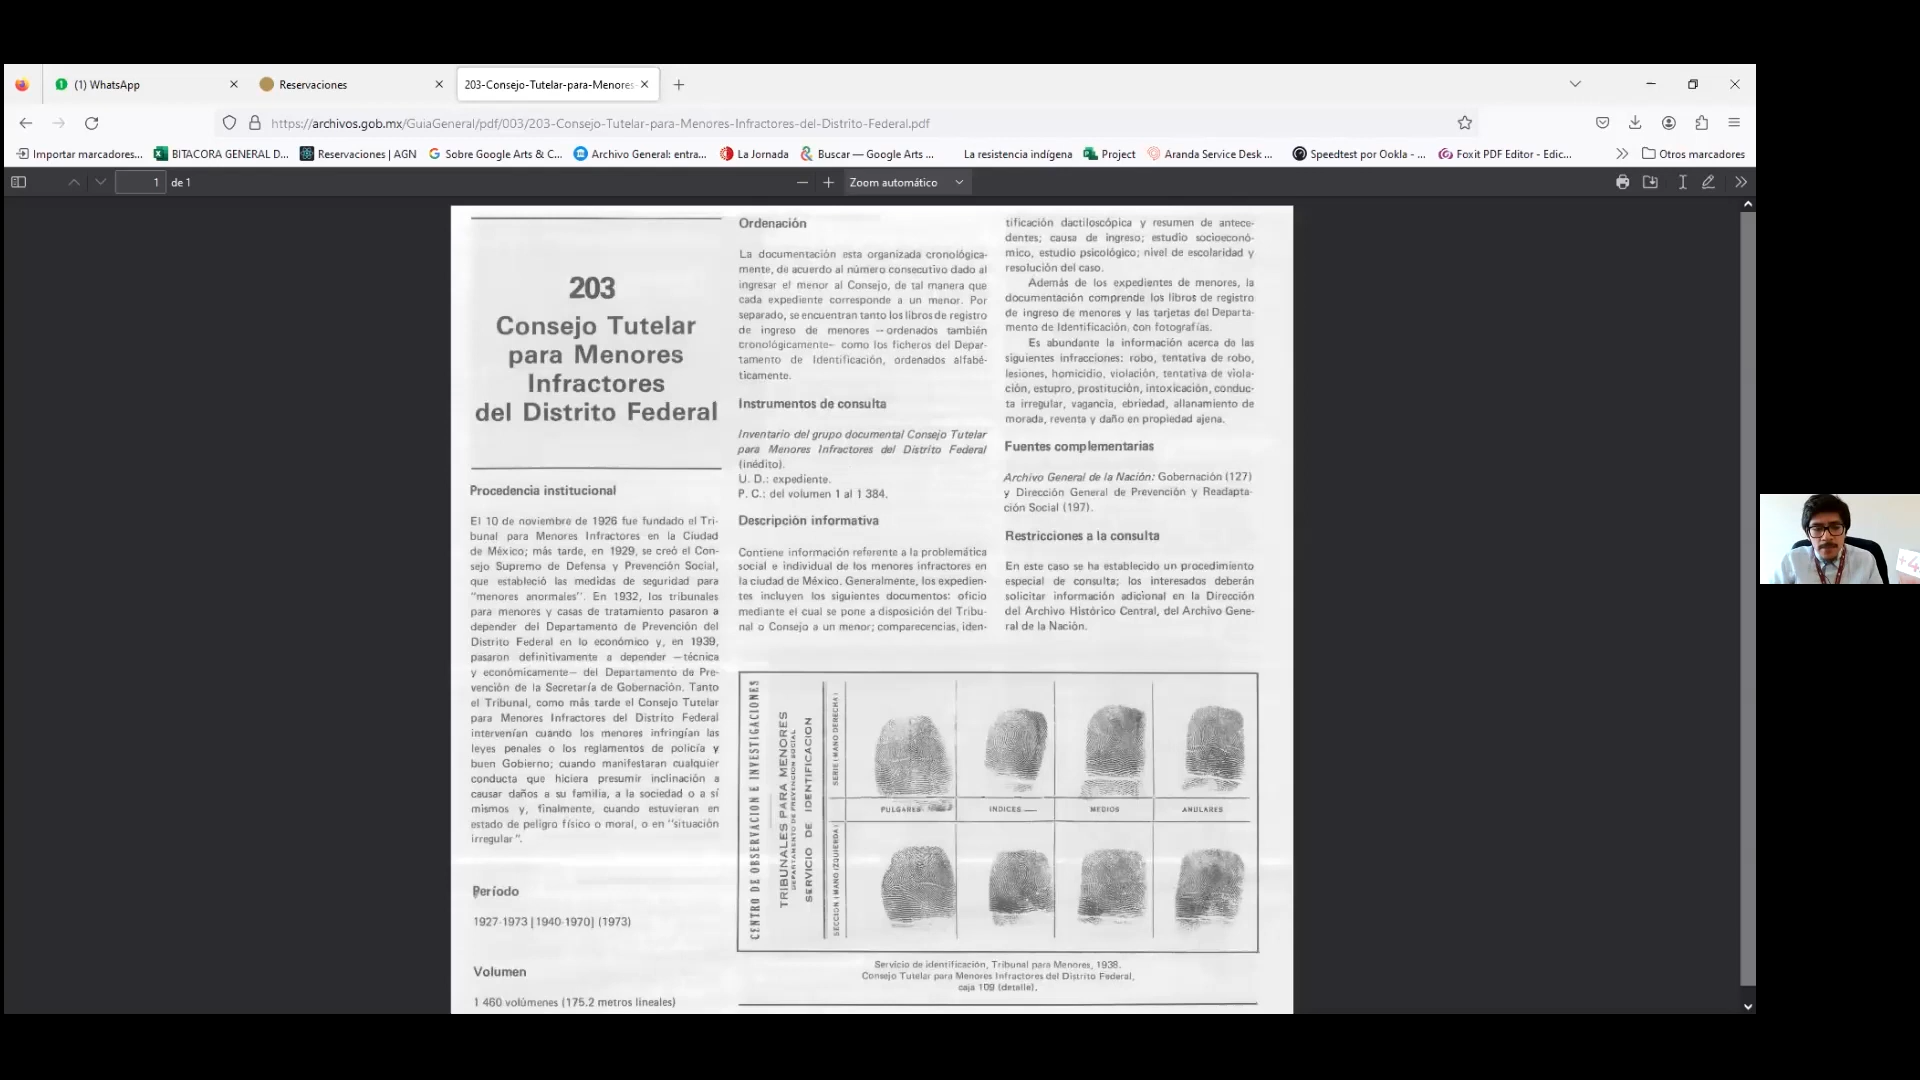 (1) WhatsApp
Reservaciones
203-Consejo-Tutelar-para-Menores-
https://archivos.gob.mx/GuiaGeneral/pdf/003/203-Consejo-Tutelar-para-Menores-Infractores-del-Distrito-Federal.pdf
Importar marcadores...
BITACORA GENERAL D...
Reservaciones | AGN
Sobre Google Arts & C...
Archivo General: entra...
La Jornada
Buscar — Google Arts ...
La resistencia indígena
Project
Aranda Service Desk ...
Speedtest por Ookla - ...
Foxit PDF Editor - Edic...
Otros marcadores
1 de 1
Zoom automático
203
Consejo Tutelar
para Menores
Infractores
del Distrito Federal
Procedencia institucional
El 10 de noviembre de 1926 fue fundado el Tri-
bunal para Menores Infractores en la Ciudad
de México; más tarde, en 1929, se creó el Con-
sejo Supremo de Defensa y Prevención Social,
que estableció las medidas de seguridad para
"menores anormales". En 1932, los tribunales
para menores y casas de tratamiento pasaron a
depender del Departamento de Prevención del
Distrito Federal en lo económico y, en 1939,
pasaron definitivamente a depender —técnica
y económicamente— del Departamento de Pre-
vención de la Secretaría de Gobernación. Tanto
el Tribunal, como más tarde el Consejo Tutelar
para Menores Infractores del Distrito Federal
intervenían cuando los menores infringían las
leyes penales o los reglamentos de policía y
buen Gobierno; cuando manifestaran cualquier
conducta que hiciera presumir inclinación a
causar daños a su familia, a la sociedad o a sí
mismos y, finalmente, cuando estuvieran en
estado de peligro físico o moral, o en "situación
irregular".
Período
1927-1973 [1940-1970] (1973)
Volumen
1 460 volúmenes (175.2 metros lineales)
Ordenación
La documentación esta organizada cronológica-
mente, de acuerdo al número consecutivo dado al
ingresar el menor al Consejo, de tal manera que
cada expediente corresponde a un menor. Por
separado, se encuentran tanto los libros de registro
de ingreso de menores —ordenados también
cronológicamente— como los ficheros del Depar-
tamento de Identificación, ordenados alfabé-
ticamente.
Instrumentos de consulta
Inventario del grupo documental Consejo Tutelar
para Menores Infractores del Distrito Federal
(inédito).
U. D.: expediente.
P. C.: del volumen 1 al 1 384.
Descripción informativa
Contiene información referente a la problemática
social e individual de los menores infractores en
la ciudad de México. Generalmente, los expedien-
tes incluyen los siguientes documentos: oficio
mediante el cual se pone a disposición del Tribu-
nal o Consejo a un menor; comparecencias, iden-
tificación dactiloscópica y resumen de antece-
dentes; causa de ingreso; estudio socioeconó-
mico, estudio psicológico; nivel de escolaridad y
resolución del caso.
Además de los expedientes de menores, la
documentación comprende los libros de registro
de ingreso de menores y las tarjetas del Departa-
mento de Identificación, con fotografías.
Es abundante la información acerca de las
siguientes infracciones: robo, tentativa de robo,
lesiones, homicidio, violación, tentativa de viola-
ción, estupro, prostitución, intoxicación, conduc-
ta irregular, vagancia, ebriedad, allanamiento de
morada, reventa y daño en propiedad ajena.
Fuentes complementarias
Archivo General de la Nación: Gobernación (127)
y Dirección General de Prevención y Readapta-
ción Social (197).
Restricciones a la consulta
En este caso se ha establecido un procedimiento
especial de consulta; los interesados deberán
solicitar información adicional en la Dirección
del Archivo Histórico Central, del Archivo Gene-
ral de la Nación.
CENTRO DE OBSERVACION E INVESTIGACIONES
TRIBUNALES PARA MENORES
DEPARTAMENTO DE PREVENCION SOCIAL
SERVICIO DE IDENTIFICACION
SERIE (MANO DERECHA)
SECCION (MANO IZQUIERDA)
PULGARES
INDICES
MEDIOS
ANULARES
Servicio de identificación, Tribunal para Menores, 1938.
Consejo Tutelar para Menores Infractores del Distrito Federal,
caja 109 (detalle).